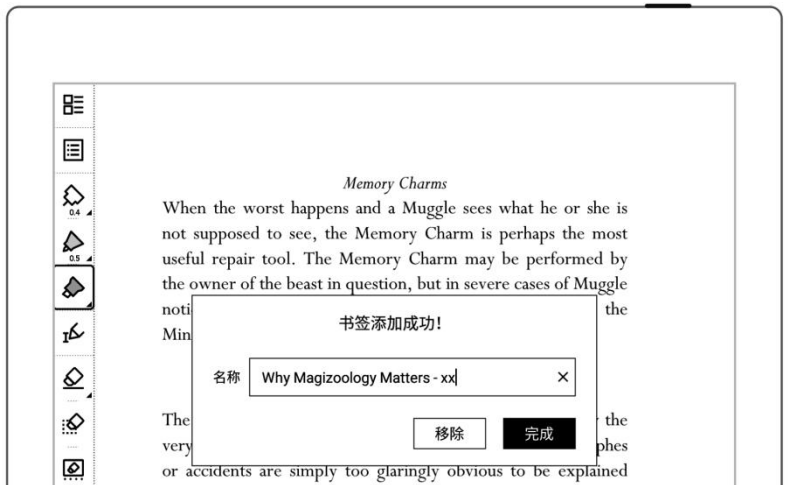 Memory Charms
When the worst happens and a Muggle sees what he or she is
not supposed to see, the Memory Charm is perhaps the most
useful repair tool. The Memory Charm may be performed by
the owner of the beast in question, but in severe cases of Muggle
the
书签添加成功!
名称 Why Magizoology Matters - xx ×
移除 完成
The the
very
or accidents are simply too glaringly obvious to be explained
0.4
0.5